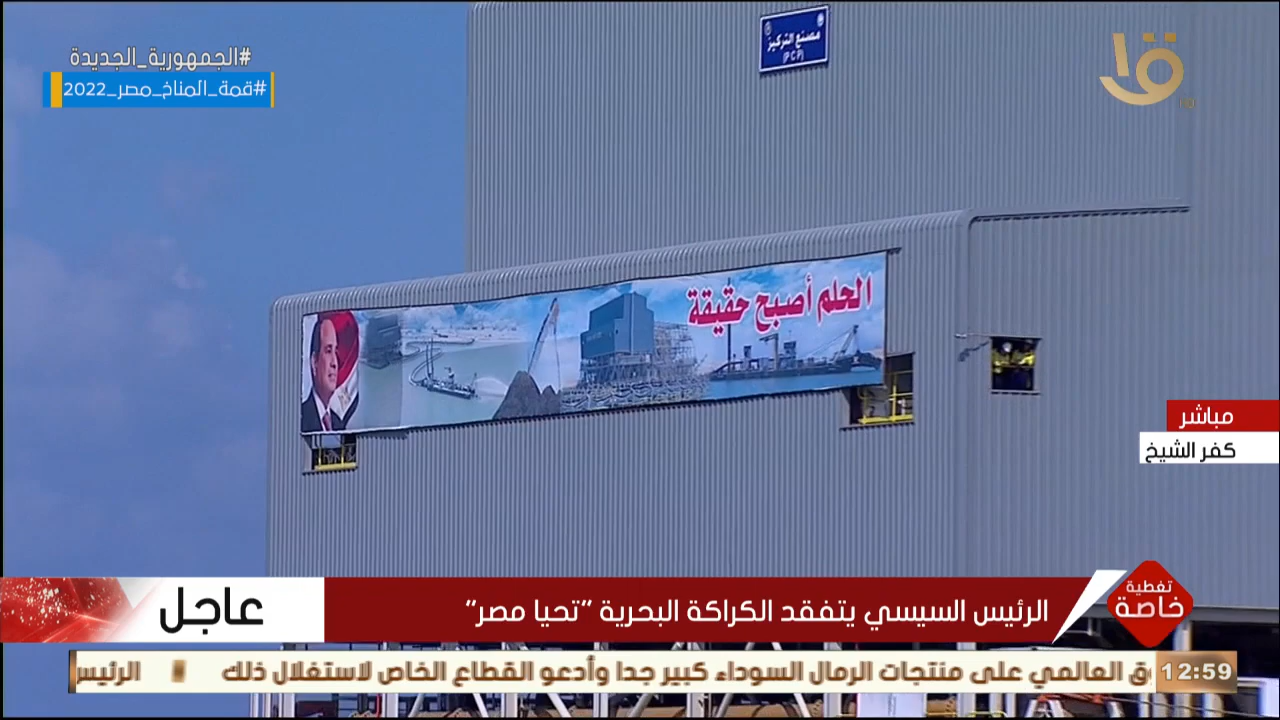 #الجمهورية_الجديدة
#قمة_المناخ_مصر_2022
مصنع التركيز
(PCP)
الحلم أصبح حقيقة
مباشر
كفر الشيخ
تغطية
خاصة
الرئيس السيسي يتفقد الكراكة البحرية "تحيا مصر"
عاجل
12:59
العالمي على منتجات الرمال السوداء كبير جدا وأدعو القطاع الخاص لاستغلال ذلك